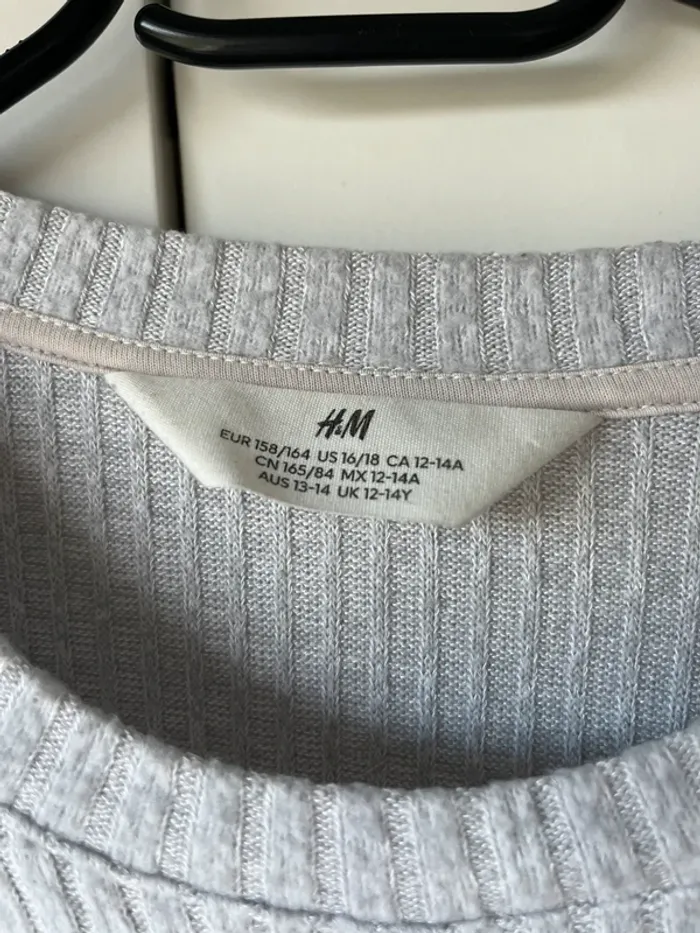 H&M
EUR 158/164 US 16/18 CA 12-14A
CN 165/84 MX 12-14A
AUS 13-14 UK 12-14Y